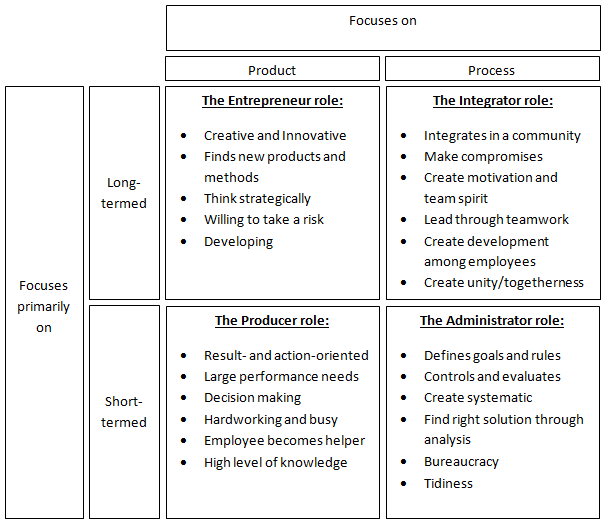 Focuses on
Product
Process
Focuses
primarily
on
Long-
termed
The Entrepreneur role:
• Creative and Innovative
• Finds new products and
methods
• Think strategically
• Willing to take a risk
• Developing
The Integrator role:
• Integrates in a community
• Make compromises
• Create motivation and
team spirit
• Lead through teamwork
• Create development
among employees
• Create unity/togetherness
Short-
termed
The Producer role:
• Result- and action-oriented
• Large performance needs
• Decision making
• Hardworking and busy
• Employee becomes helper
• High level of knowledge
The Administrator role:
• Defines goals and rules
• Controls and evaluates
• Create systematic
• Find right solution through
analysis
• Bureaucracy
• Tidiness